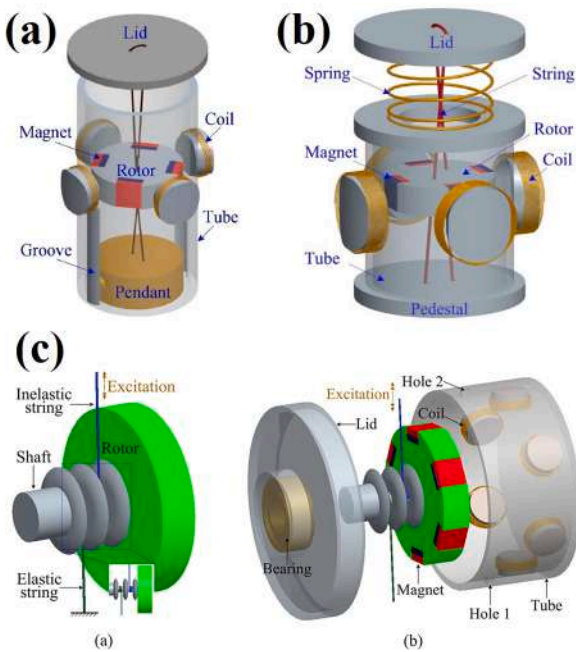 (a)
Lid
Magnet
Coil
Rotor
Tube
Groove
Pendant
(b)
Lid
Spring
String
Rotor
Magnet
Coil
Tube
Pedestal
(c)
Excitation
Inelastic
string
Rotor
Shaft
Elastic
string
(a)
Excitation
Hole 2
Lid
Coil
Bearing
Magnet
Hole 1
Tube
(b)